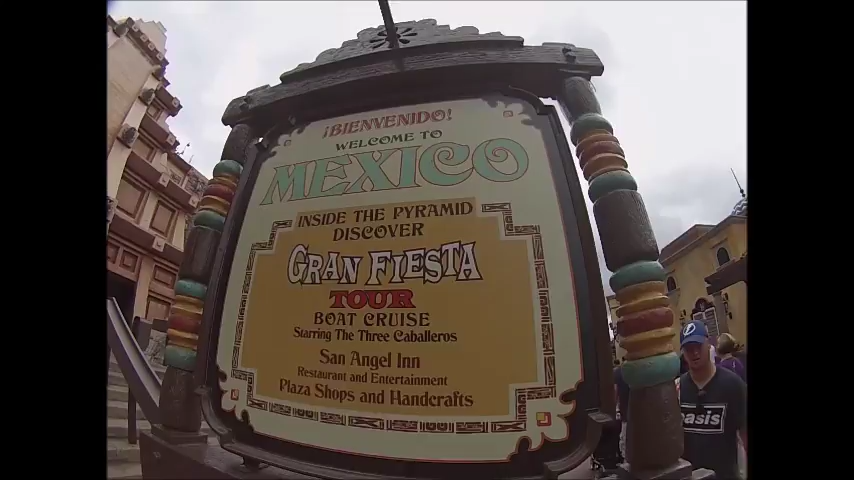 ¡BIENVENIDO!
WELCOME TO
MEXICO
INSIDE THE PYRAMID
DISCOVER
GRAN FIESTA
TOUR
BOAT CRUISE
Starring The Three Caballeros
San Angel Inn
Restaurant and Entertainment
Plaza Shops and Handicrafts
oasis